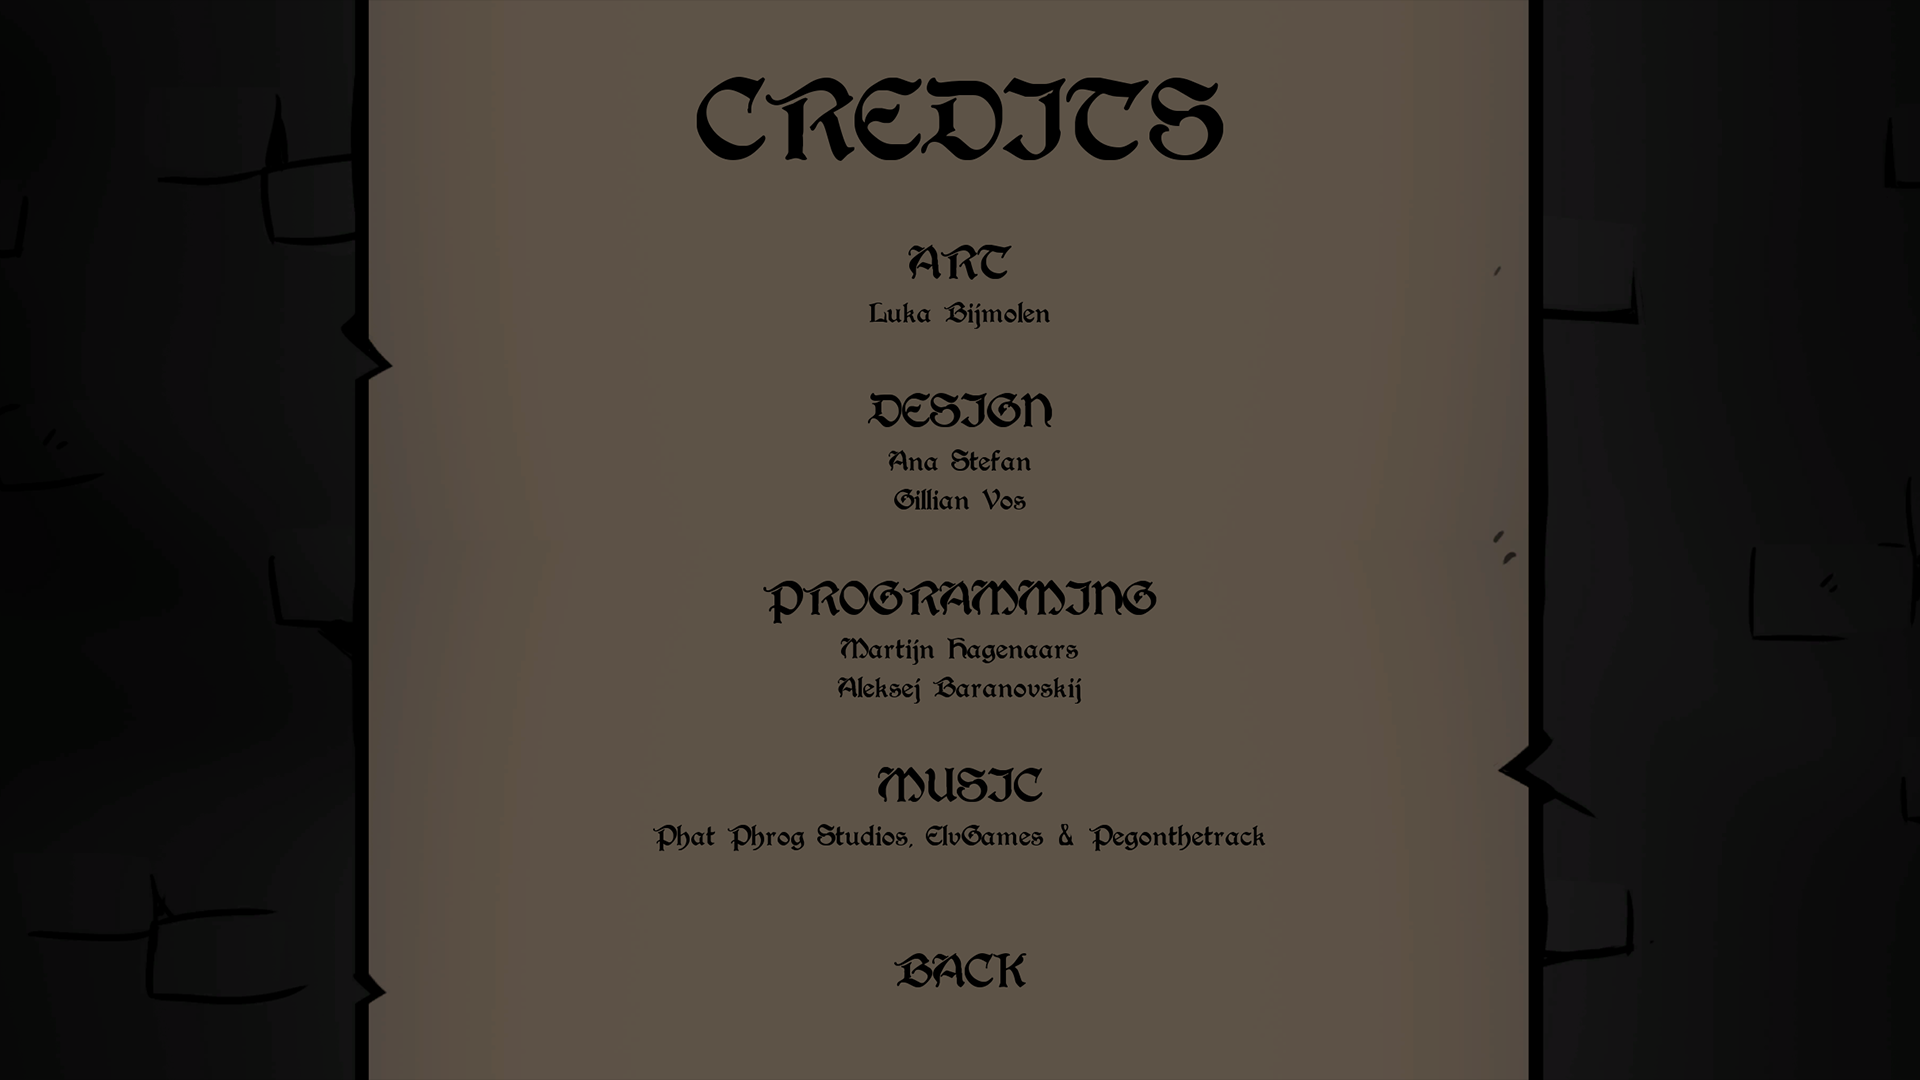 CREDITS
ART
Luka Bijmolen
DESIGN
Ana Stefan
Gillian Vos
PROGRAMMING
Martijn Hagenaars
Aleksej Baranovskij
MUSIC
Phat Phrog Studios, ElvGames & Pegonthetrack
BACK